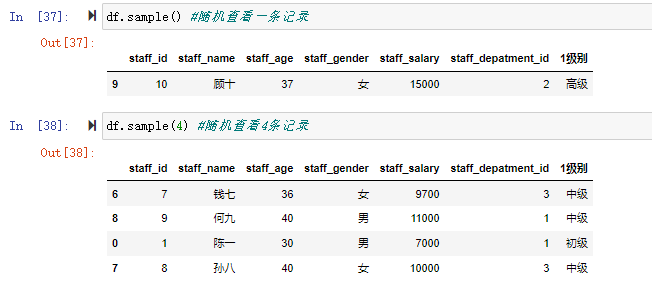 In [37]: df.sample() #随机查看一条记录
Out[37]:
staff_id staff_name staff_age staff_gender staff_salary staff_depatment_id 1级别
9 10 顾十 37 女 15000 2 高级
In [38]: df.sample(4) #随机查看4条记录
Out[38]:
staff_id staff_name staff_age staff_gender staff_salary staff_depatment_id 1级别
6 7 钱七 36 女 9700 3 中级
8 9 何九 40 男 11000 1 中级
0 1 陈一 30 男 7000 1 初级
7 8 孙八 40 女 10000 3 中级